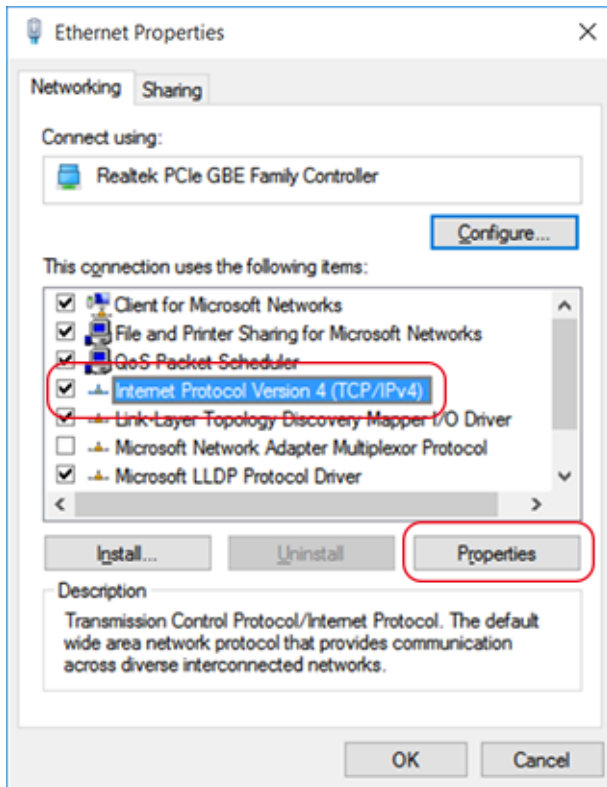 Ethernet Properties
Networking
Sharing
Connect using:
Realtek PCIe GBE Family Controller
Configure...
This connection uses the following items:
Client for Microsoft Networks
File and Printer Sharing for Microsoft Networks
QoS Packet Scheduler
Internet Protocol Version 4 (TCP/IPv4)
Link-Layer Topology Discovery Mapper I/O Driver
Microsoft Network Adapter Multiplexor Protocol
Microsoft LLDP Protocol Driver
Install...
Uninstall
Properties
Description
Transmission Control Protocol/Internet Protocol. The default
wide area network protocol that provides communication
across diverse interconnected networks.
OK
Cancel